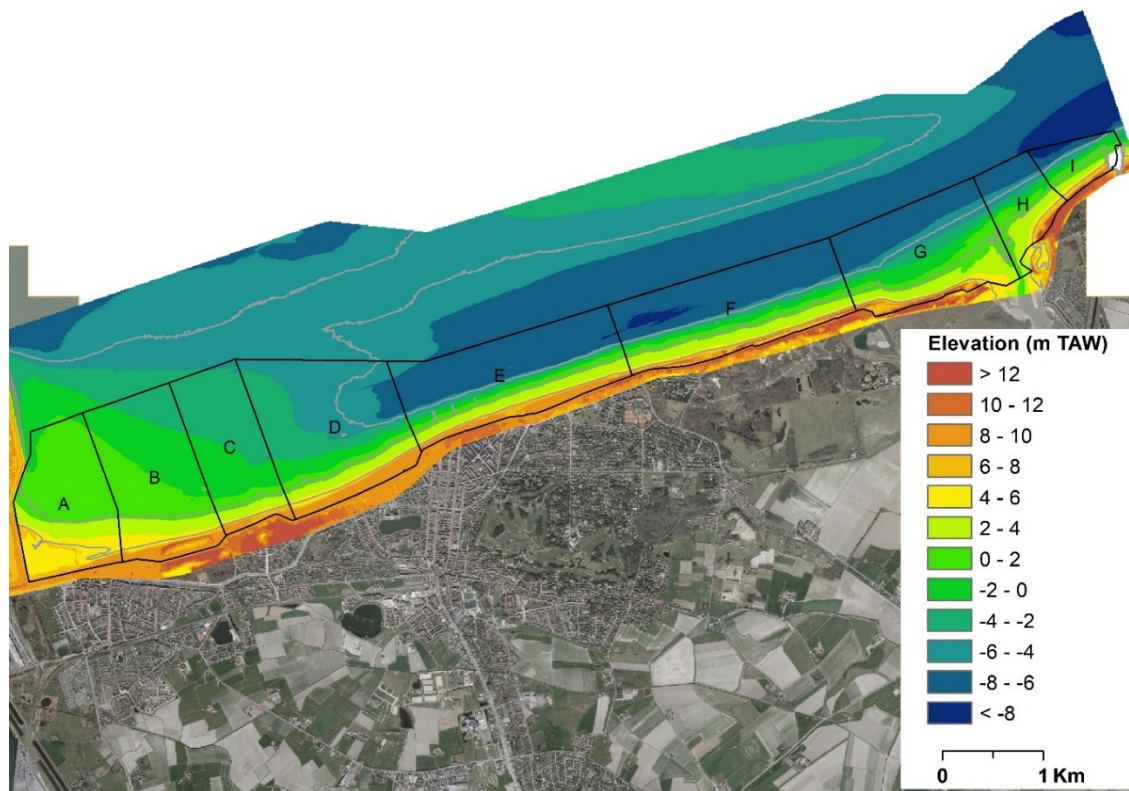 I
H
G
F
E
D
C
B
A
Elevation (m TAW)
> 12
10 - 12
8 - 10
6 - 8
4 - 6
2 - 4
0 - 2
-2 - 0
-4 - -2
-6 - -4
-8 - -6
< -8
0 1 Km